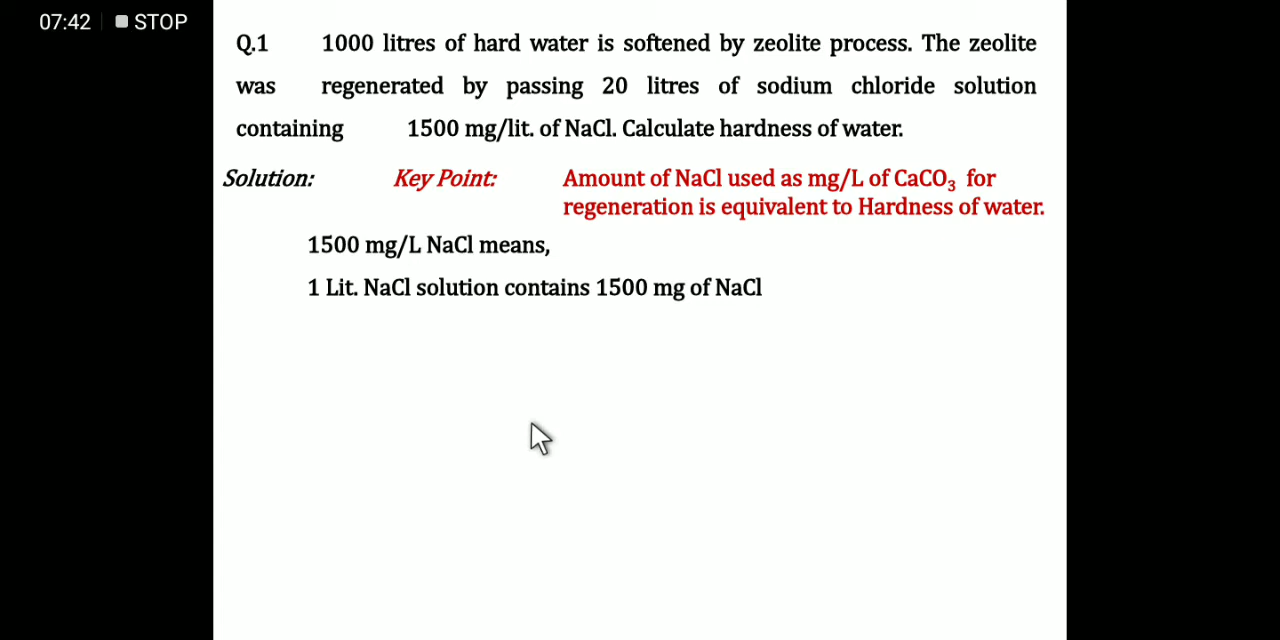 07:42 STOP
Q.1 1000 litres of hard water is softened by zeolite process. The zeolite
was regenerated by passing 20 litres of sodium chloride solution
containing 1500 mg/lit. of NaCl. Calculate hardness of water.
Solution: Key Point: Amount of NaCl used as mg/L of CaCO₃ for
regeneration is equivalent to Hardness of water.
1500 mg/L NaCl means,
1 Lit. NaCl solution contains 1500 mg of NaCl